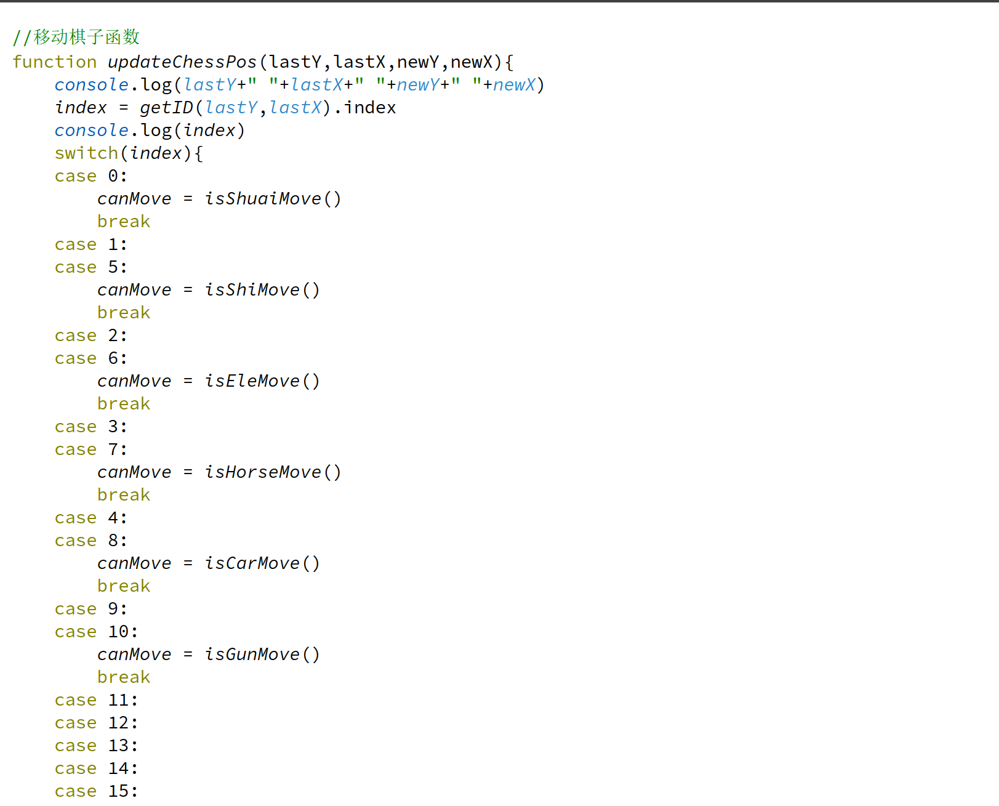 //移动棋子函数
function updateChessPos(lastY,lastX,newY,newX){
    console.log(lastY+" "+lastX+" "+newY+" "+newX)
    index = getID(lastY,lastX).index
    console.log(index)
    switch(index){
    case 0:
        canMove = isShuaiMove()
        break
    case 1:
    case 5:
        canMove = isShiMove()
        break
    case 2:
    case 6:
        canMove = isEleMove()
        break
    case 3:
    case 7:
        canMove = isHorseMove()
        break
    case 4:
    case 8:
        canMove = isCarMove()
        break
    case 9:
    case 10:
        canMove = isGunMove()
        break
    case 11:
    case 12:
    case 13:
    case 14:
    case 15: